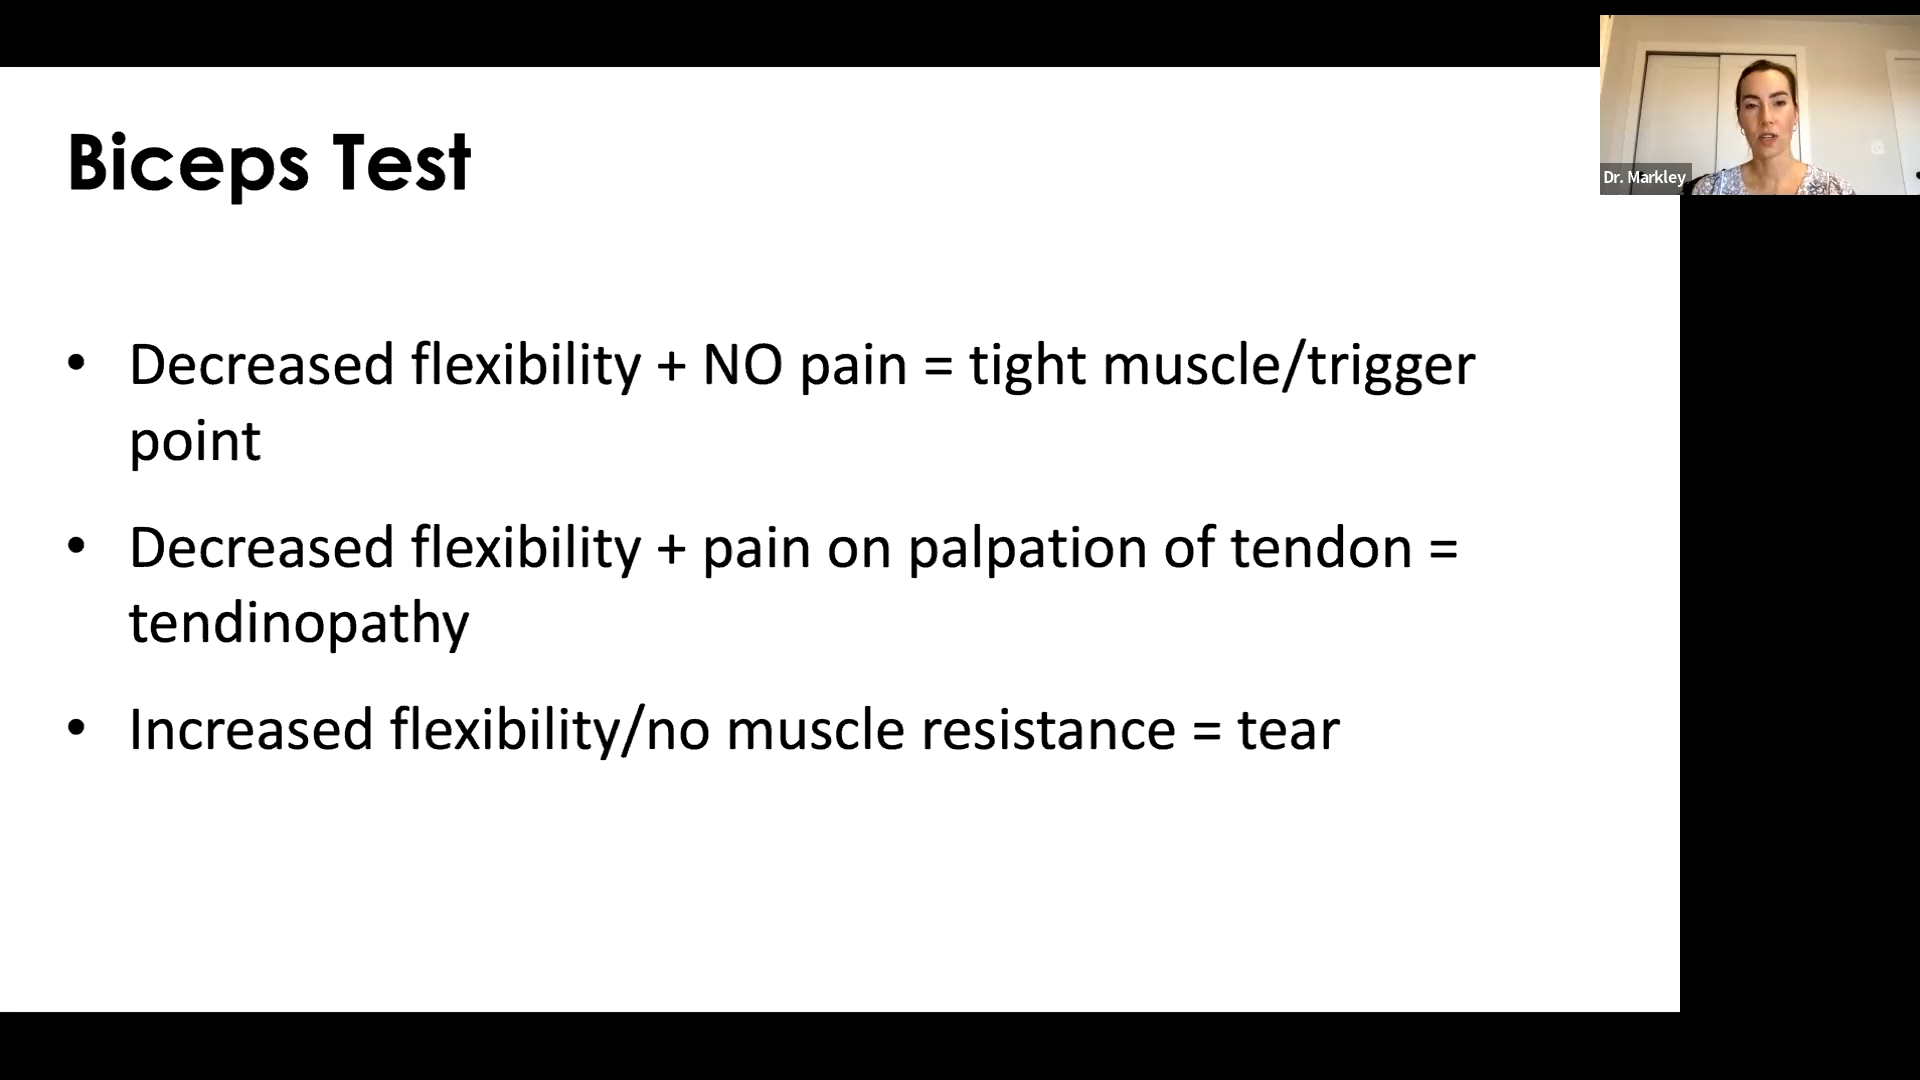 Biceps Test
• Decreased flexibility + NO pain = tight muscle/trigger
point
• Decreased flexibility + pain on palpation of tendon =
tendinopathy
• Increased flexibility/no muscle resistance = tear
Dr. Markley